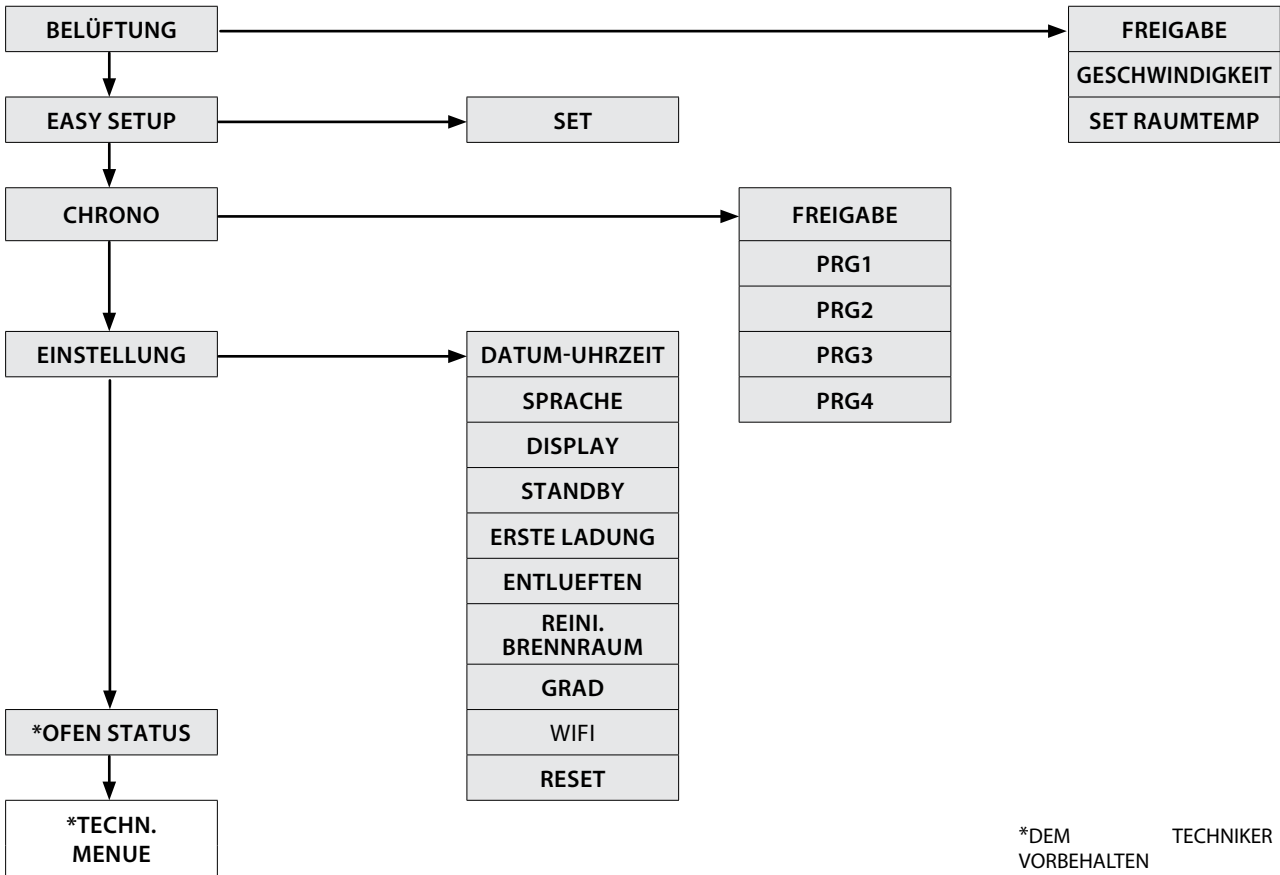 BELÜFTUNG
FREIGABE
GESCHWINDIGKEIT
SET RAUMTEMP
EASY SETUP
SET
CHRONO
FREIGABE
PRG1
PRG2
PRG3
PRG4
EINSTELLUNG
DATUM-UHRZEIT
SPRACHE
DISPLAY
STANDBY
ERSTE LADUNG
ENTLUEFTEN
REINI.
BRENNRAUM
GRAD
WIFI
RESET
*OFEN STATUS
*TECHN.
MENUE
*DEM TECHNIKER
VORBEHALTEN